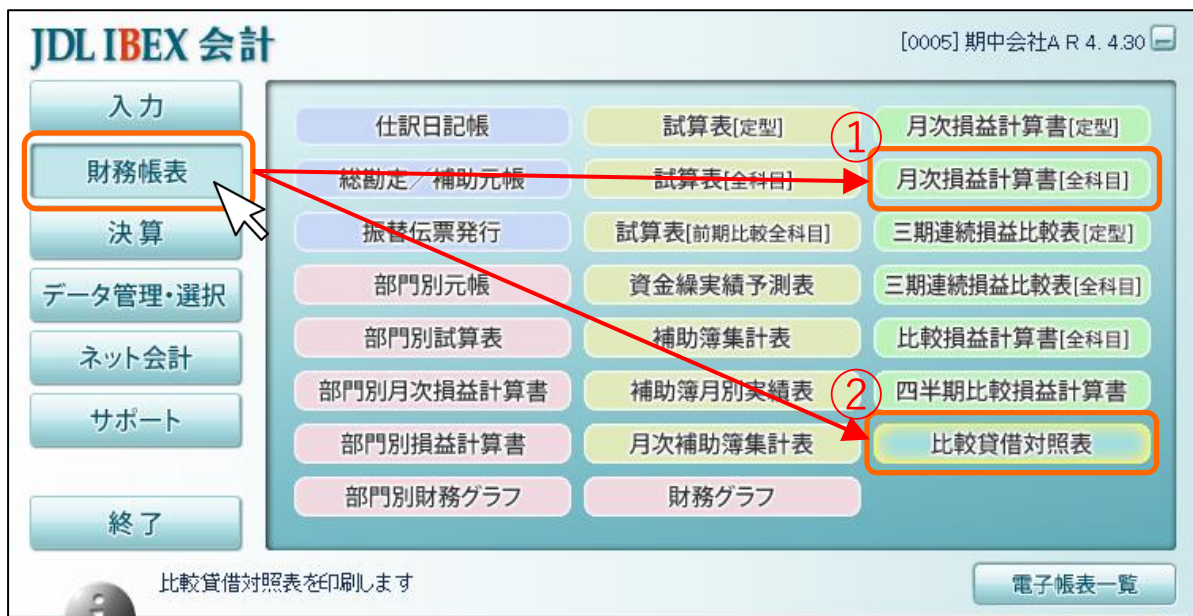 JDL IBEX 会計
[0005] 期中会社A R 4. 4.30
入力
財務帳表
決算
データ管理・選択
ネット会計
サポート
終了
仕訳日記帳
試算表[定型]
①
月次損益計算書[定型]
総勘定／補助元帳
試算表[全科目]
月次損益計算書[全科目]
振替伝票発行
試算表[前期比較全科目]
三期連続損益比較表[定型]
部門別元帳
資金繰実績予測表
三期連続損益比較表[全科目]
部門別試算表
補助簿集計表
比較損益計算書[全科目]
部門別月次損益計算書
補助簿月別実績表
②
四半期比較損益計算書
部門別損益計算書
月次補助簿集計表
比較貸借対照表
部門別財務グラフ
財務グラフ
比較貸借対照表を印刷します
電子帳表一覧